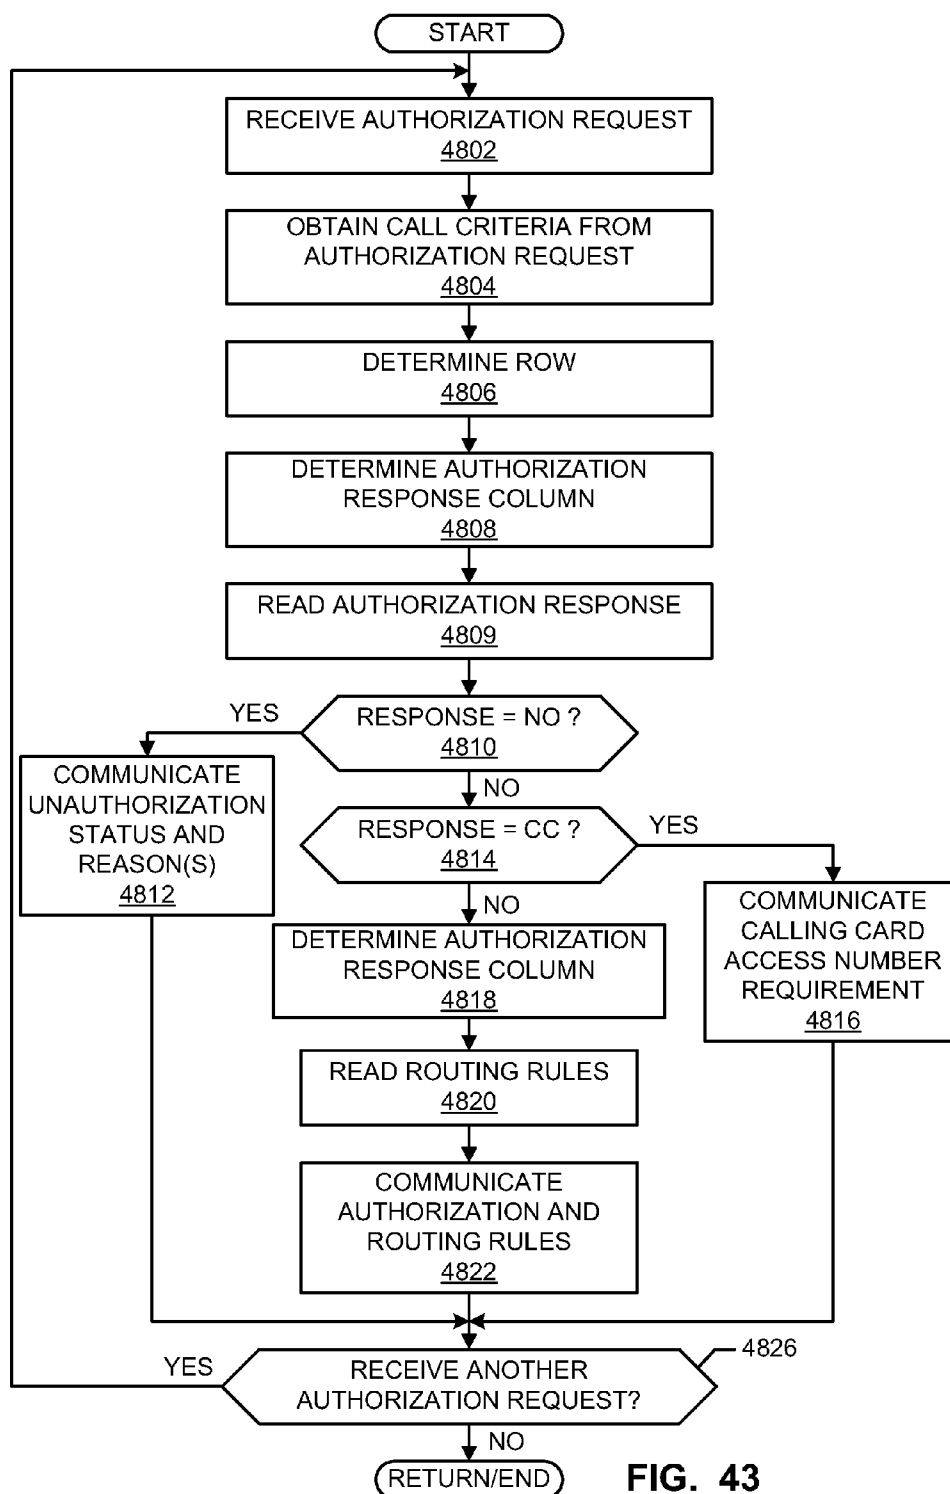 START
RECEIVE AUTHORIZATION REQUEST
4802
OBTAIN CALL CRITERIA FROM
AUTHORIZATION REQUEST
4804
DETERMINE ROW
4806
DETERMINE AUTHORIZATION
RESPONSE COLUMN
4808
READ AUTHORIZATION RESPONSE
4809
RESPONSE = NO ?
4810
YES
NO
COMMUNICATE
UNAUTHORIZATION
STATUS AND
REASON(S)
4812
RESPONSE = CC ?
4814
YES
NO
COMMUNICATE
CALLING CARD
ACCESS NUMBER
REQUIREMENT
4816
DETERMINE AUTHORIZATION
RESPONSE COLUMN
4818
READ ROUTING RULES
4820
COMMUNICATE
AUTHORIZATION AND
ROUTING RULES
4822
4826
YES
RECEIVE ANOTHER
AUTHORIZATION REQUEST?
NO
RETURN/END
FIG. 43